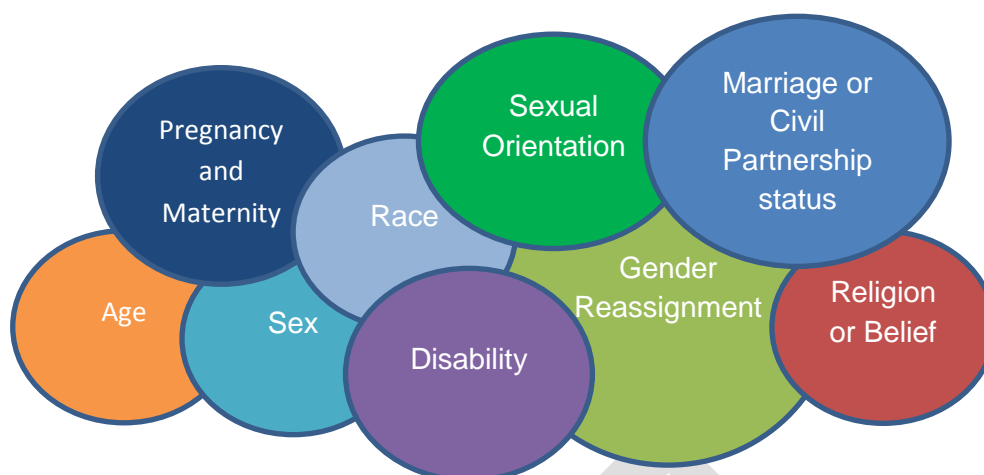 Pregnancy
and
Maternity
Sexual
Orientation
Marriage or
Civil
Partnership
status
Race
Age
Sex
Disability
Gender
Reassignment
Religion
or Belief